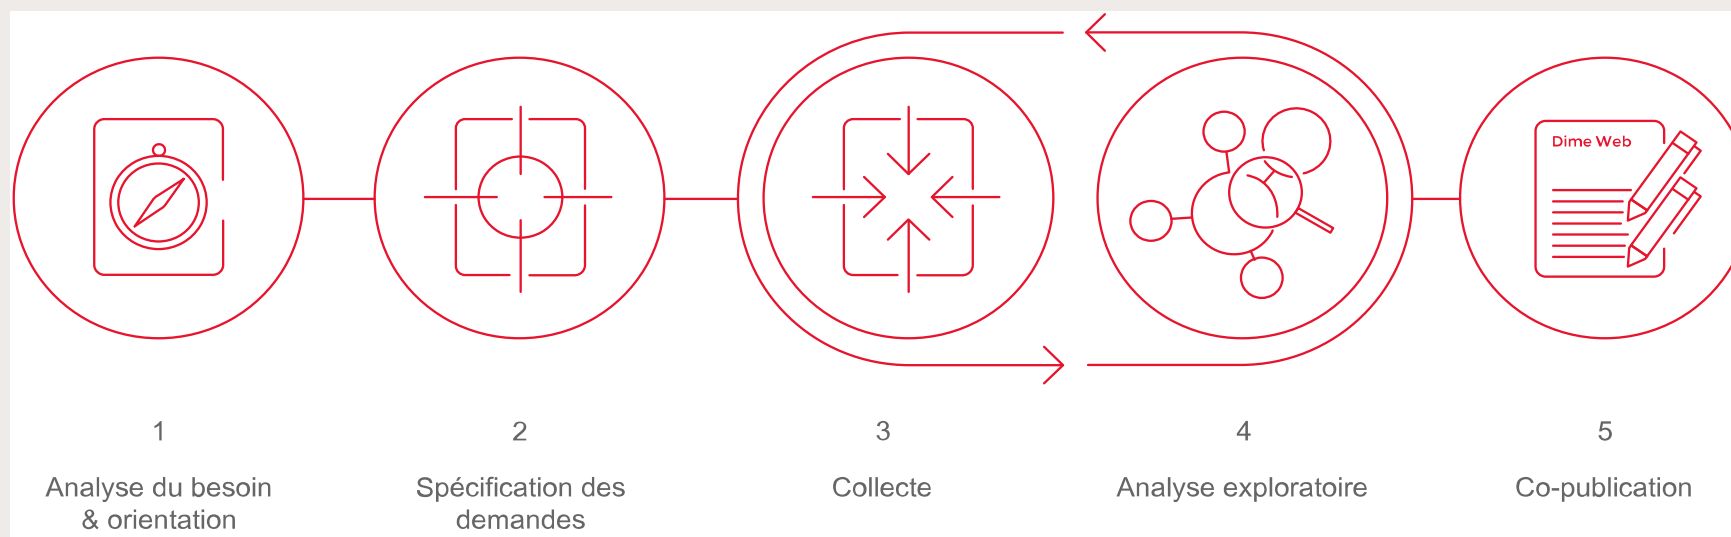 Dime Web
1
2
3
4
5
Analyse du besoin
& orientation
Spécification des
demandes
Collecte
Analyse exploratoire
Co-publication